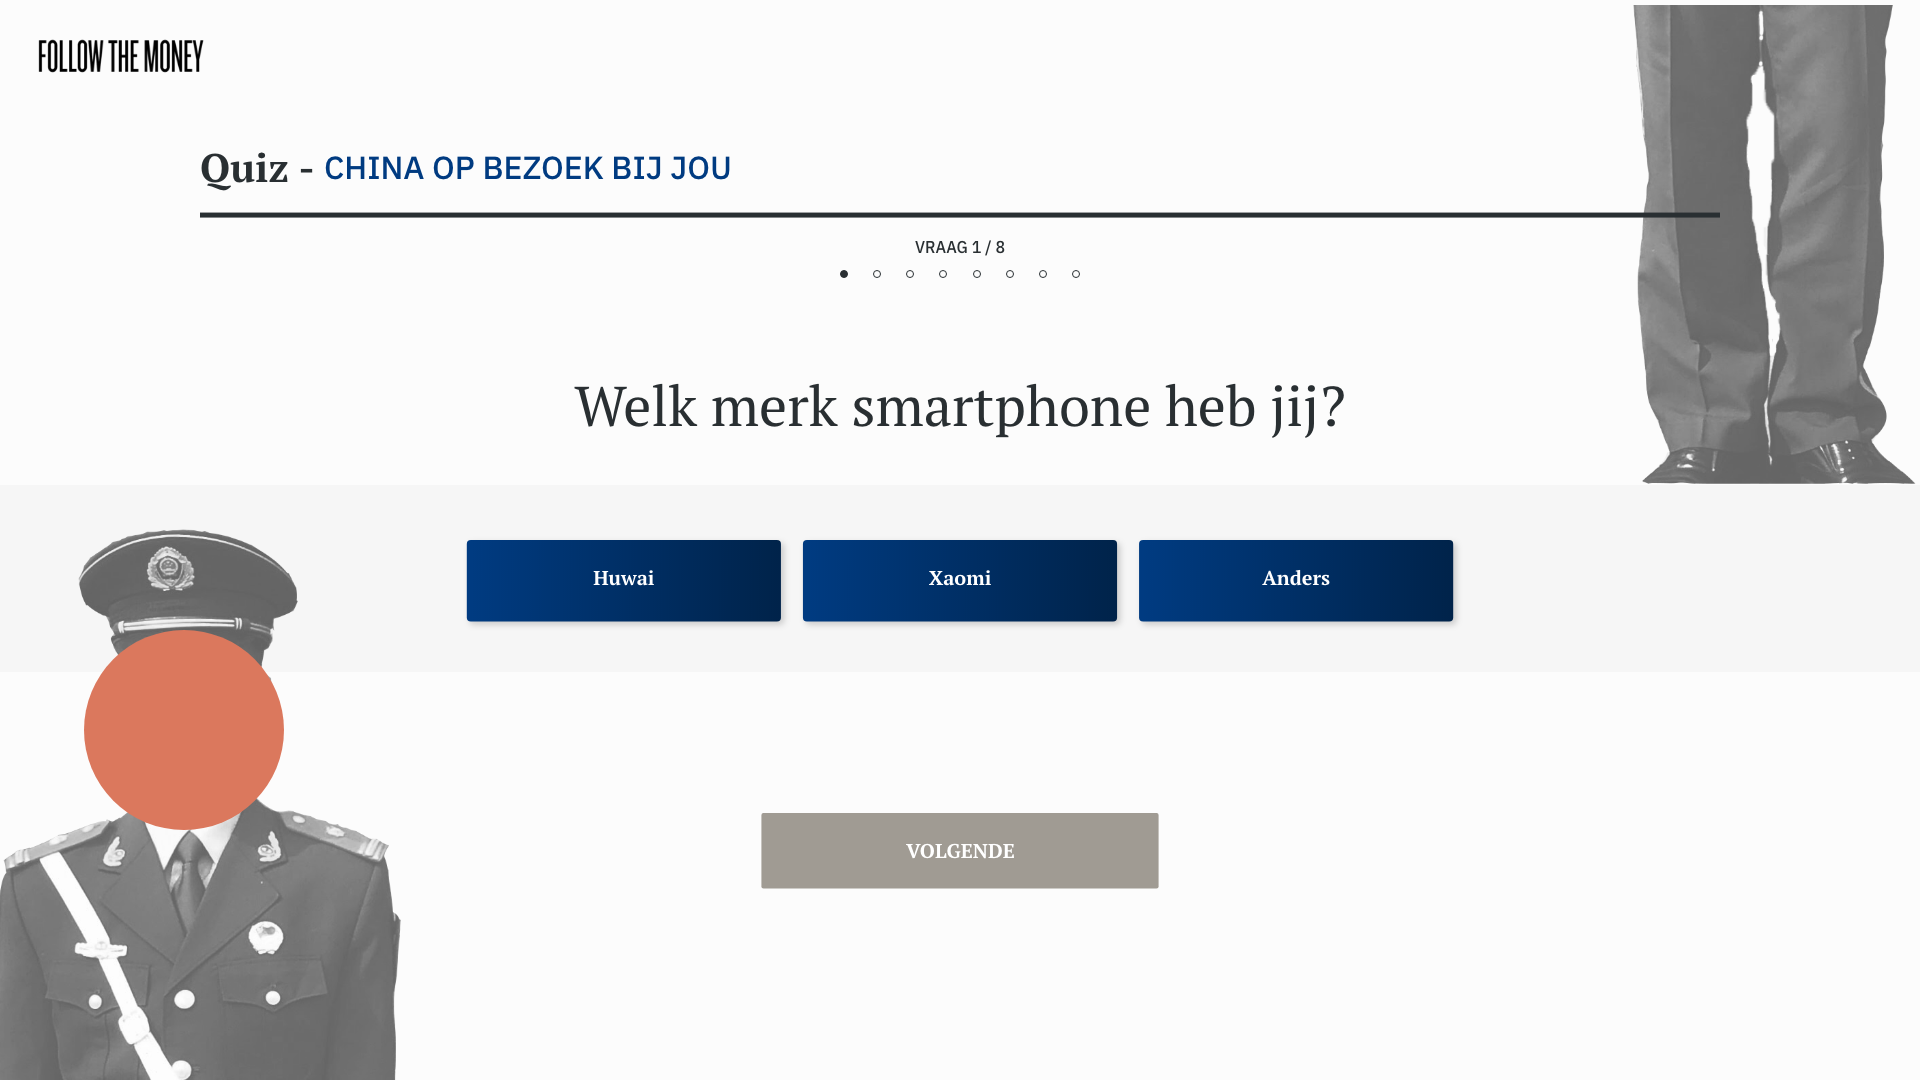 FOLLOW THE MONEY
Quiz - CHINA OP BEZOEK BIJ JOU
VRAAG 1 / 8
Welk merk smartphone heb jij?
Huwai
Xaomi
Anders
VOLGENDE